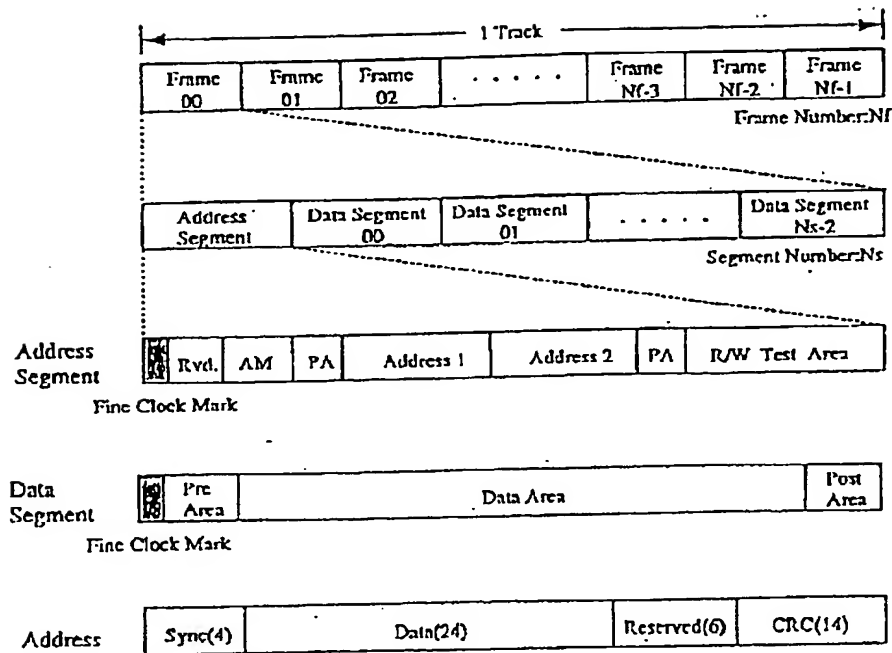 1 Track
Frame 00
Frame 01
Frame 02
. . . . .
Frame Nf-3
Frame Nf-2
Frame Nf-1
Frame Number:Nf
Address Segment
Data Segment 00
Data Segment 01
. . . . .
Data Segment Ns-2
Segment Number:Ns
Address Segment
Rvd.
AM
PA
Address 1
Address 2
PA
R/W Test Area
Fine Clock Mark
Data Segment
Pre Area
Data Area
Post Area
Fine Clock Mark
Address
Sync(4)
Data(24)
Reserved(6)
CRC(14)